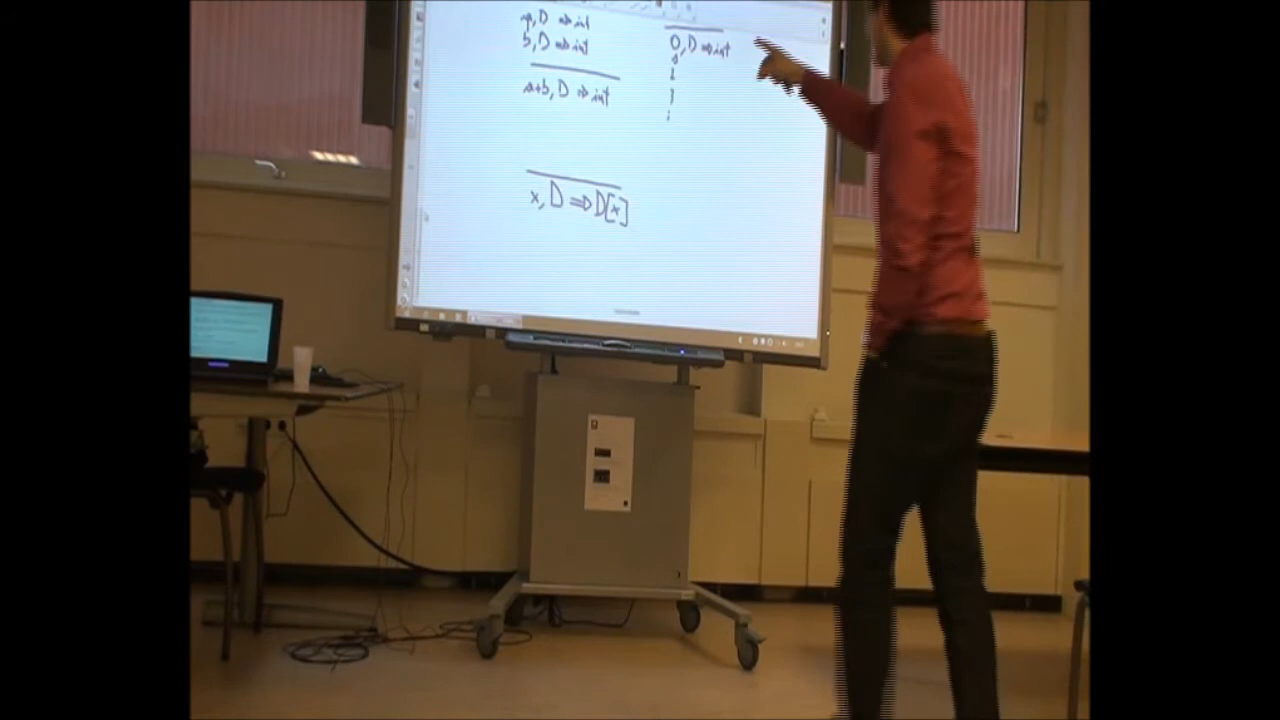 a, D ⇒ int
b, D ⇒ int
a+b, D ⇒ int
0, D ⇒ int
x, D ⇒ D[x]